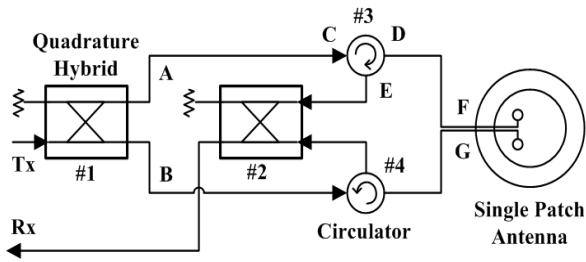 #3
Quadrature
Hybrid
C
D
A
E
F
G
Tx
#1
B
#2
#4
Rx
Circulator
Single Patch
Antenna